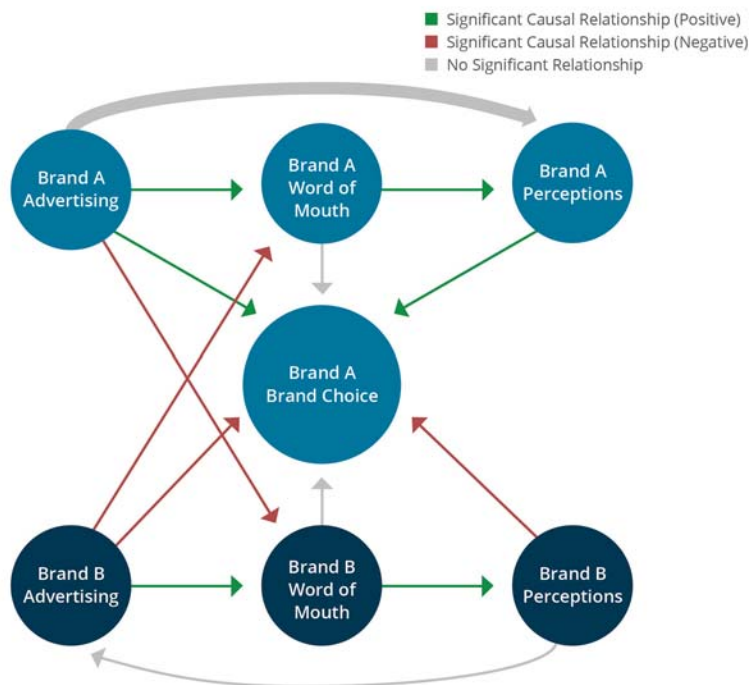 Significant Causal Relationship (Positive)
Significant Causal Relationship (Negative)
No Significant Relationship
Brand A
Advertising
Brand A
Word of
Mouth
Brand A
Perceptions
Brand A
Brand Choice
Brand B
Advertising
Brand B
Word of
Mouth
Brand B
Perceptions